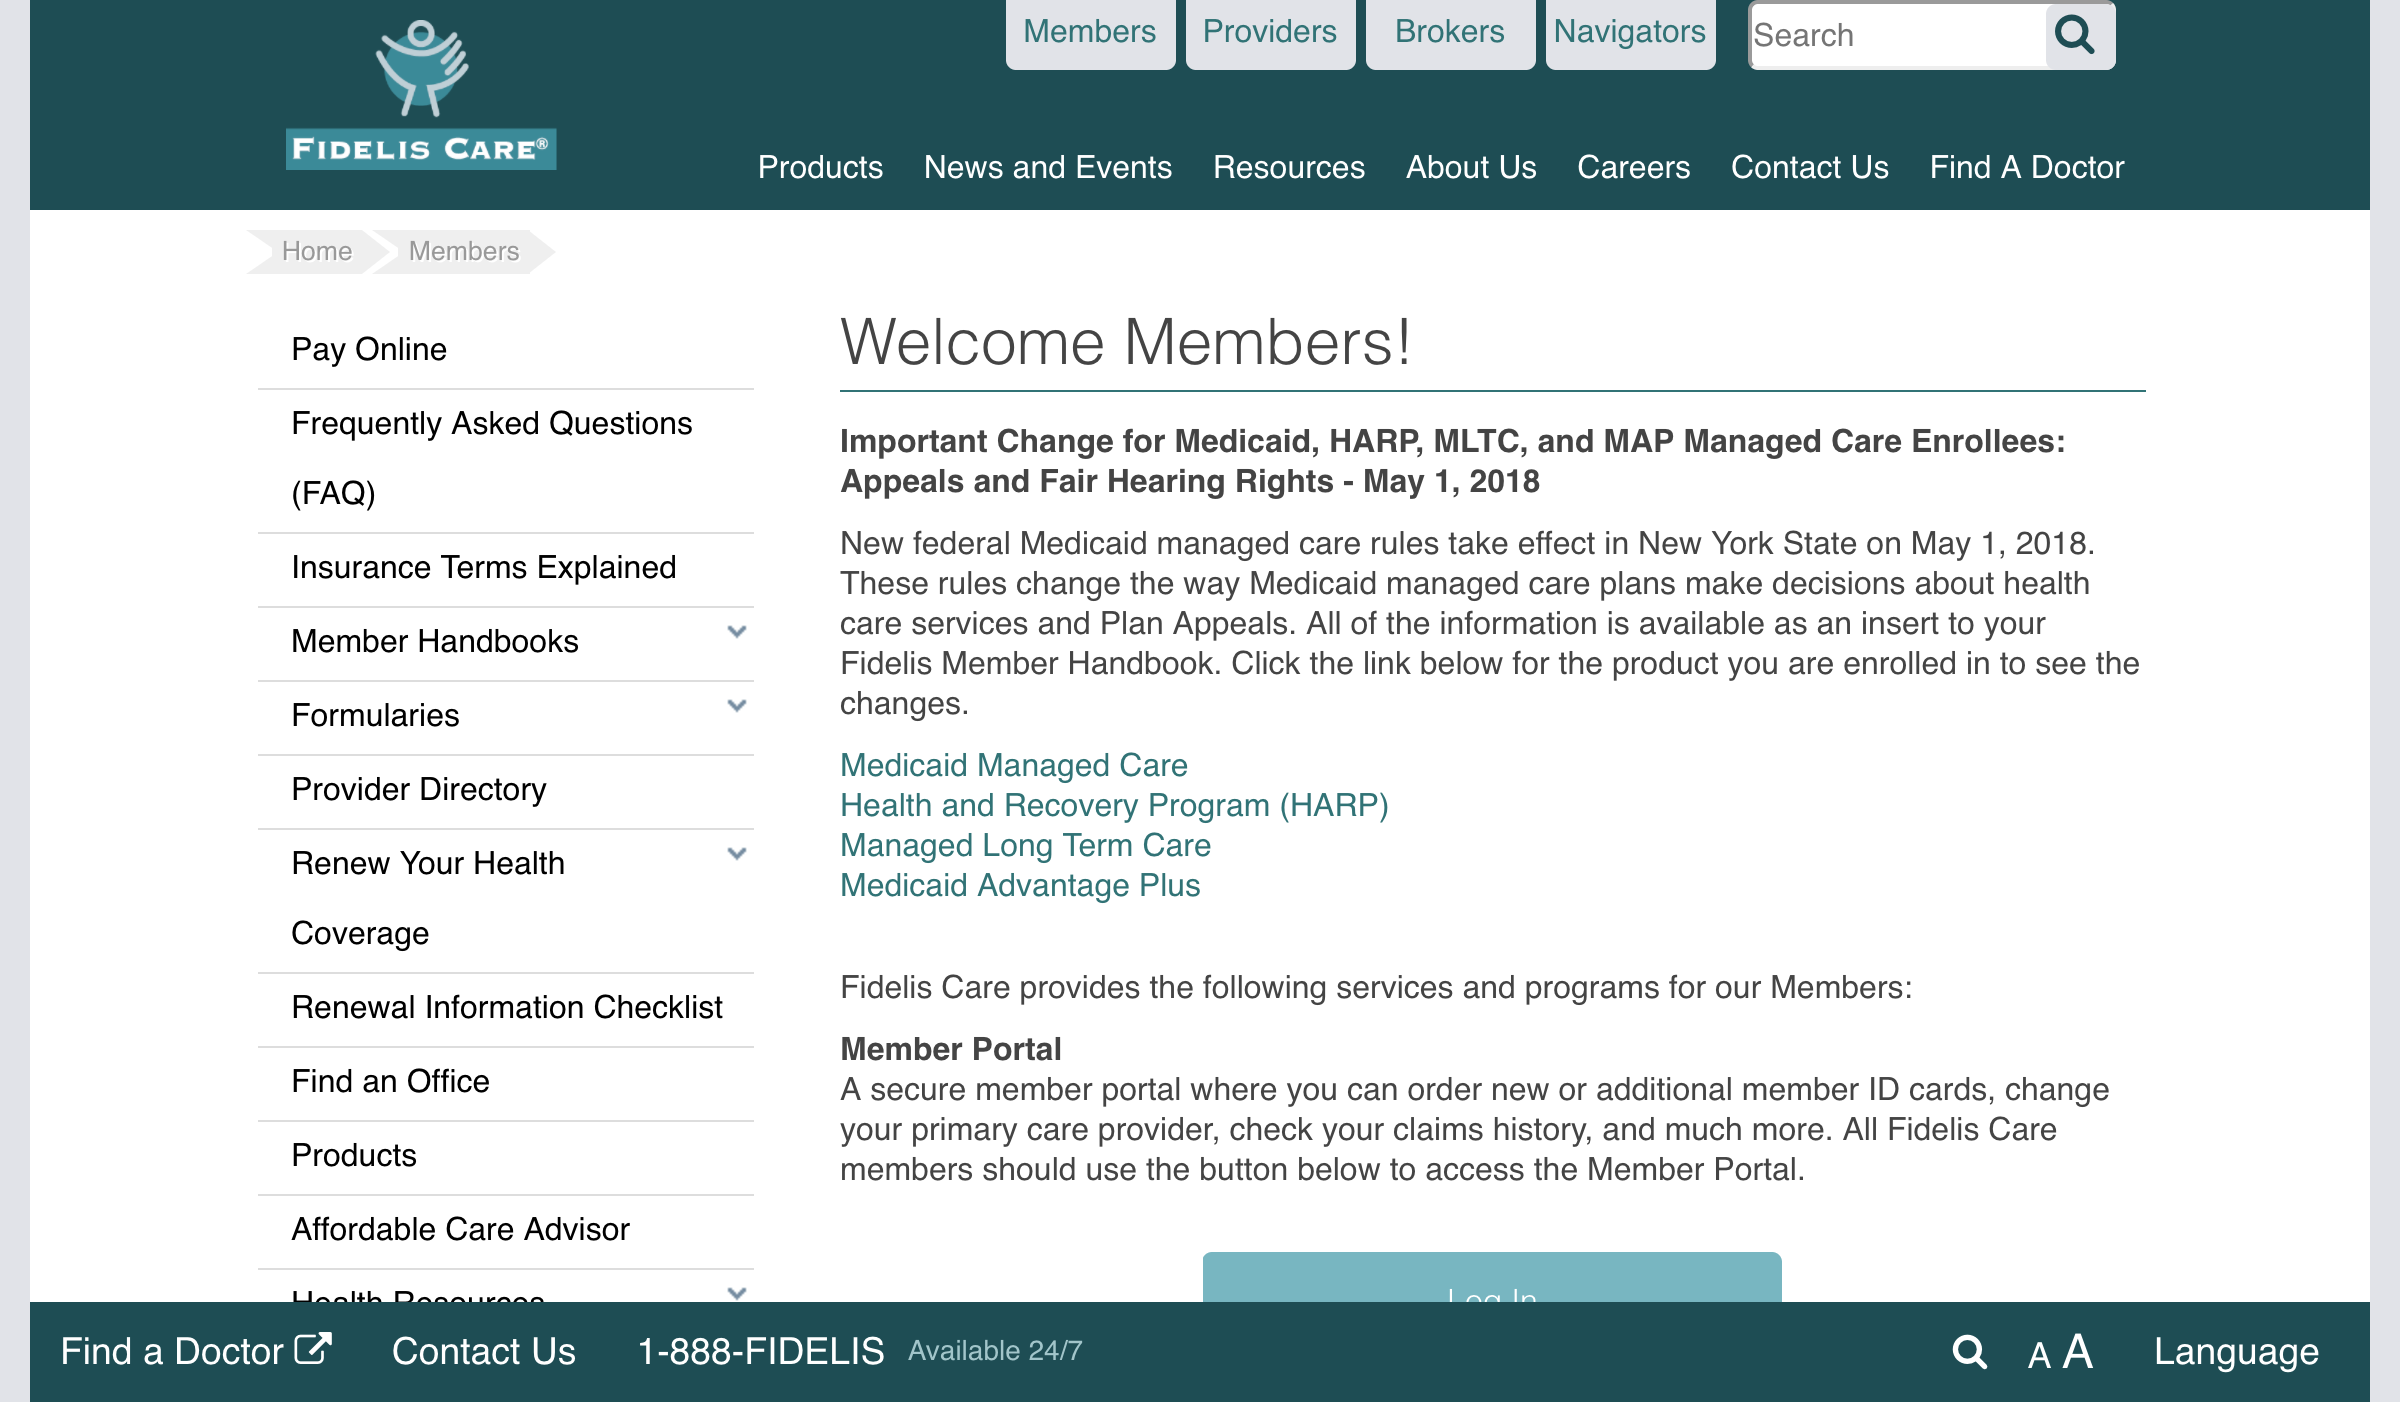 FIDELIS CARE®
Members
Providers
Brokers
Navigators
Search
Products
News and Events
Resources
About Us
Careers
Contact Us
Find A Doctor
Home
Members
Pay Online
Frequently Asked Questions
(FAQ)
Insurance Terms Explained
Member Handbooks
Formularies
Provider Directory
Renew Your Health
Coverage
Renewal Information Checklist
Find an Office
Products
Affordable Care Advisor
Health Resources
Welcome Members!
Important Change for Medicaid, HARP, MLTC, and MAP Managed Care Enrollees:
Appeals and Fair Hearing Rights - May 1, 2018
New federal Medicaid managed care rules take effect in New York State on May 1, 2018.
These rules change the way Medicaid managed care plans make decisions about health
care services and Plan Appeals. All of the information is available as an insert to your
Fidelis Member Handbook. Click the link below for the product you are enrolled in to see the
changes.
Medicaid Managed Care
Health and Recovery Program (HARP)
Managed Long Term Care
Medicaid Advantage Plus
Fidelis Care provides the following services and programs for our Members:
Member Portal
A secure member portal where you can order new or additional member ID cards, change
your primary care provider, check your claims history, and much more. All Fidelis Care
members should use the button below to access the Member Portal.
Log In
Find a Doctor
Contact Us
1-888-FIDELIS
Available 24/7
A A
Language